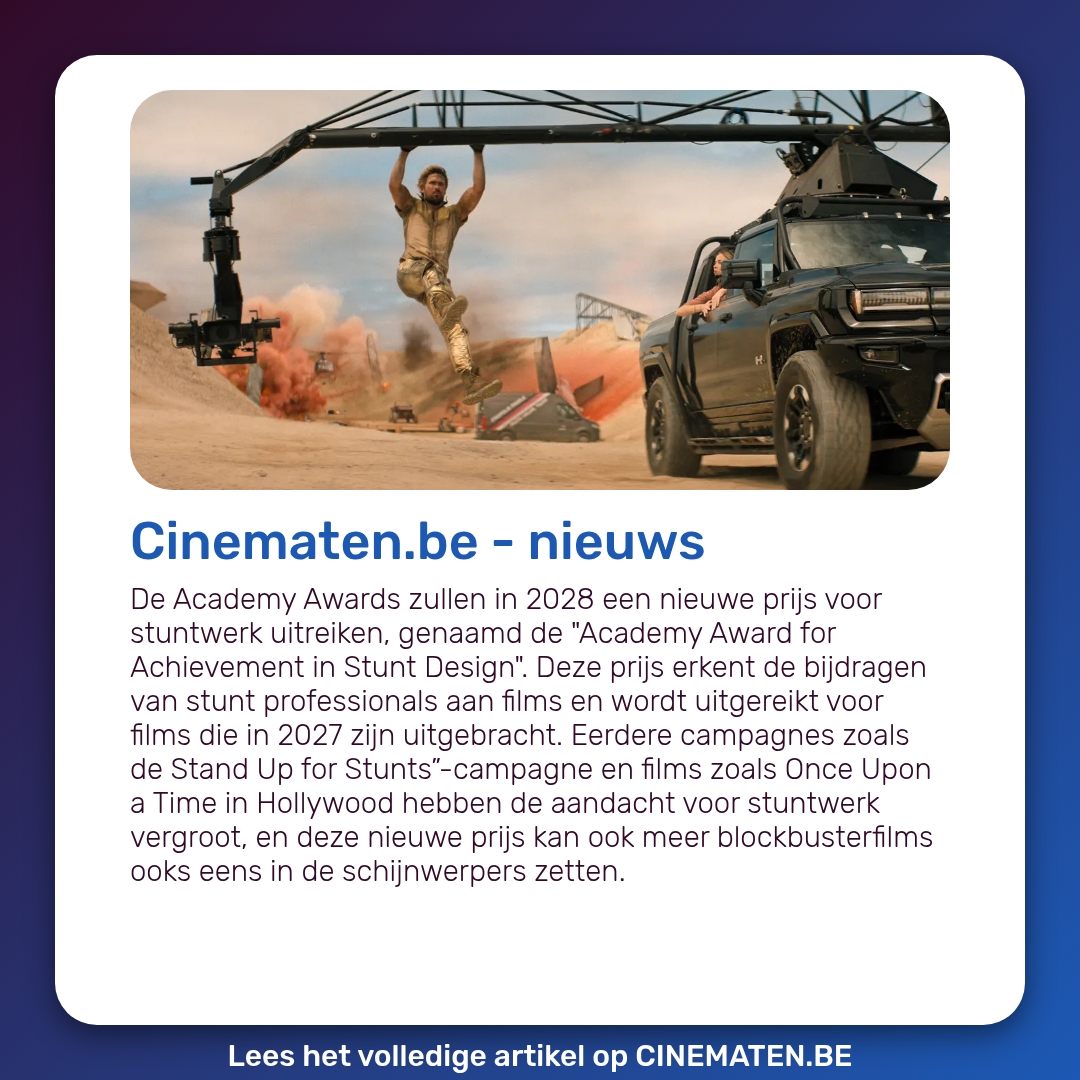 Cinematen.be - nieuws
De Academy Awards zullen in 2028 een nieuwe prijs voor
stuntwerk uitreiken, genaamd de "Academy Award for
Achievement in Stunt Design". Deze prijs erkent de bijdragen
van stunt professionals aan films en wordt uitgereikt voor
films die in 2027 zijn uitgebracht. Eerdere campagnes zoals
de Stand Up for Stunts”-campagne en films zoals Once Upon
a Time in Hollywood hebben de aandacht voor stuntwerk
vergroot, en deze nieuwe prijs kan ook meer blockbusterfilms
ooks eens in de schijnwerpers zetten.
Lees het volledige artikel op CINEMATEN.BE